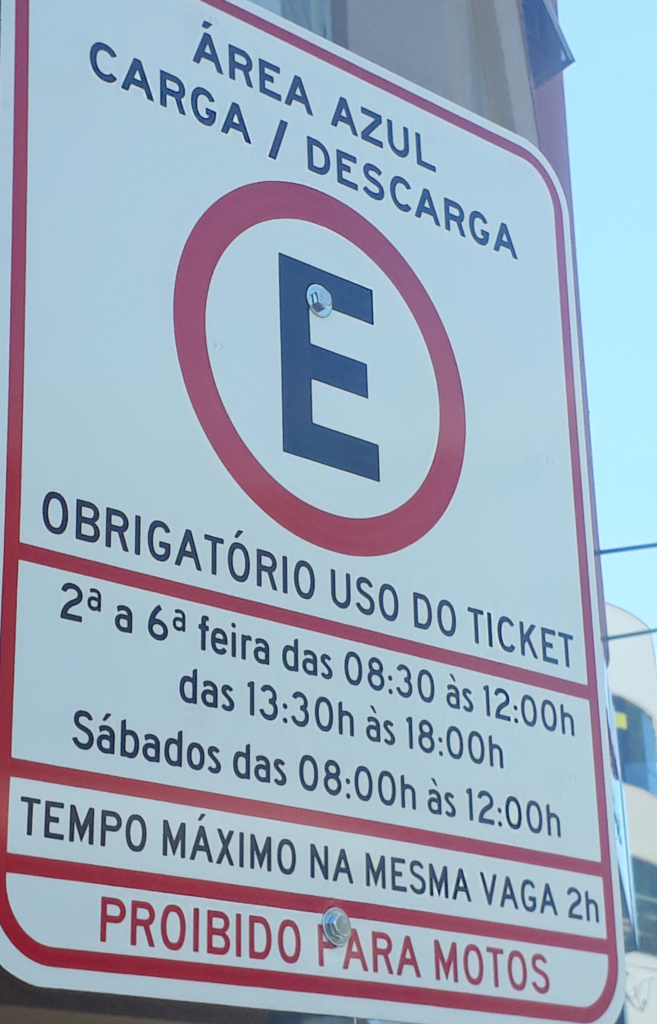 ÁREA AZUL
CARGA / DESCARGA
E
OBRIGATÓRIO USO DO TICKET
2ª a 6ª feira das 08:30 às 12:00h
das 13:30h às 18:00h
Sábados das 08:00h às 12:00h
TEMPO MÁXIMO NA MESMA VAGA 2h
PROIBIDO PARA MOTOS